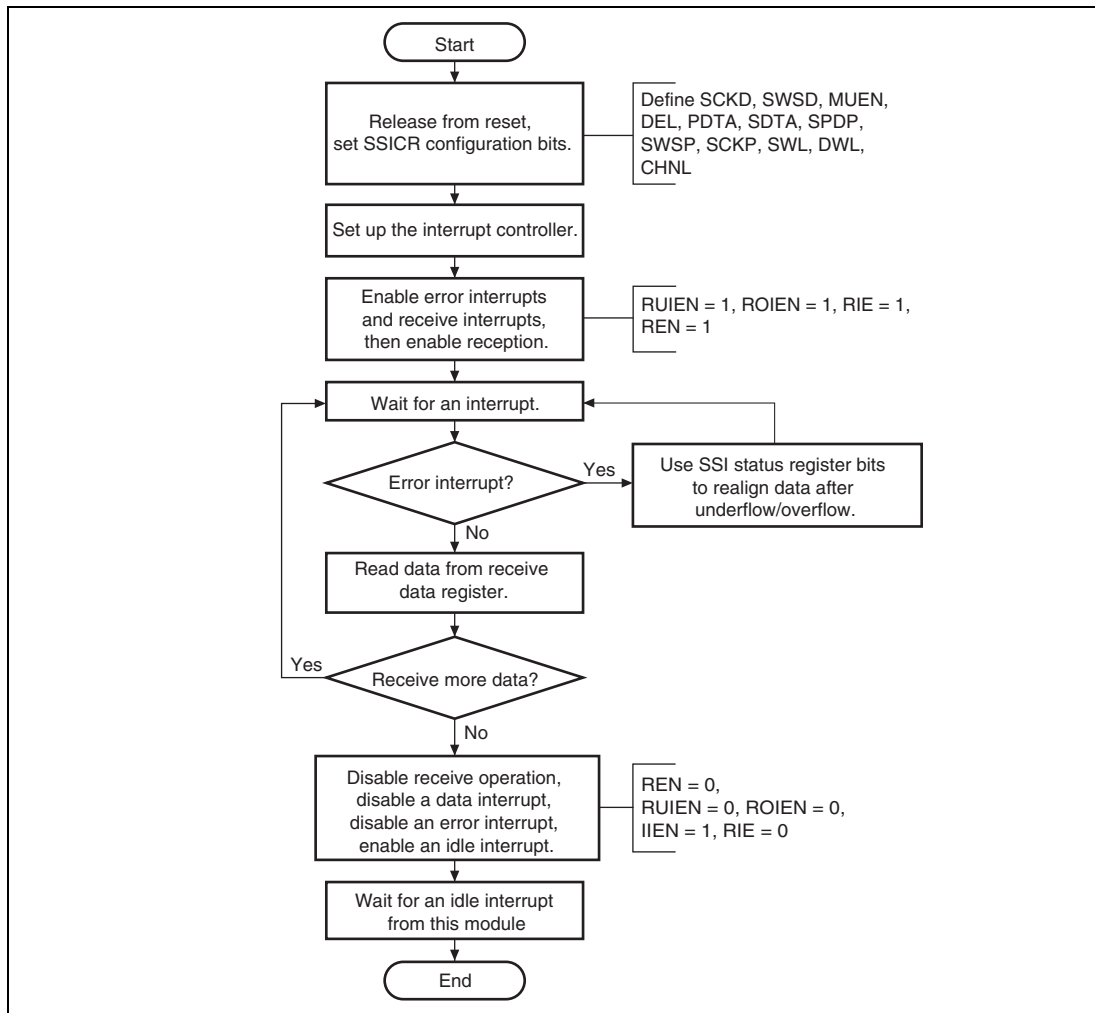 Start
Release from reset,
set SSICR configuration bits.
Define SCKD, SWSD, MUEN,
DEL, PDTA, SDTA, SPDP,
SWSP, SCKP, SWL, DWL,
CHNL
Set up the interrupt controller.
Enable error interrupts
and receive interrupts,
then enable reception.
RUIEN = 1, ROIEN = 1, RIE = 1,
REN = 1
Wait for an interrupt.
Error interrupt?
Yes
Use SSI status register bits
to realign data after
underflow/overflow.
No
Read data from receive
data register.
Yes
Receive more data?
No
Disable receive operation,
disable a data interrupt,
disable an error interrupt,
enable an idle interrupt.
REN = 0,
RUIEN = 0, ROIEN = 0,
IIEN = 1, RIE = 0
Wait for an idle interrupt
from this module
End